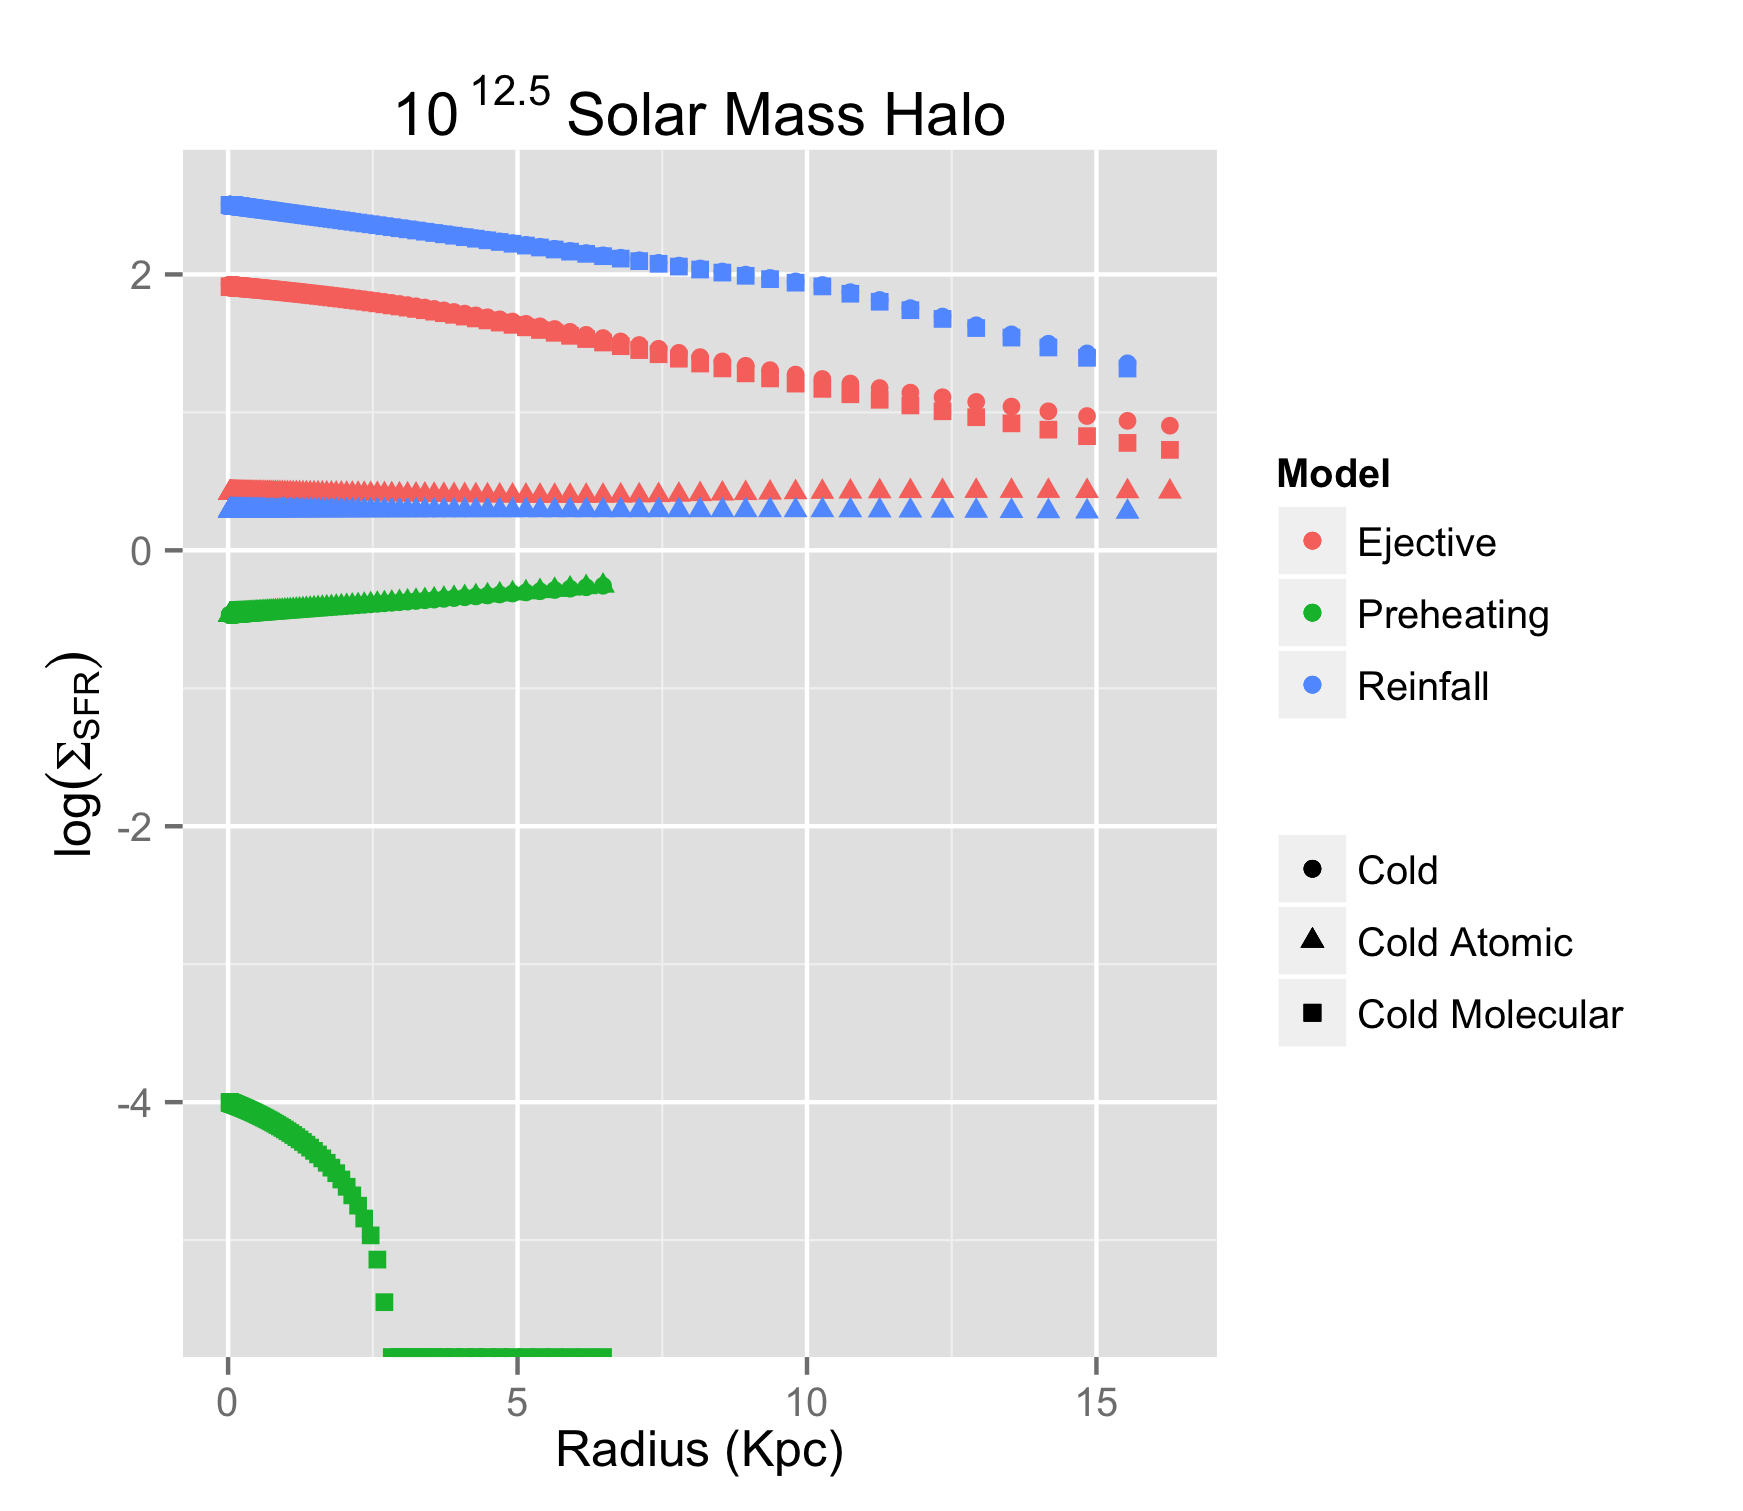 10^12.5 Solar Mass Halo
log(Σ_SFR)
2
0
-2
-4
0 5 10 15
Radius (Kpc)
Model
Ejective
Preheating
Reinfall
Cold
Cold Atomic
Cold Molecular